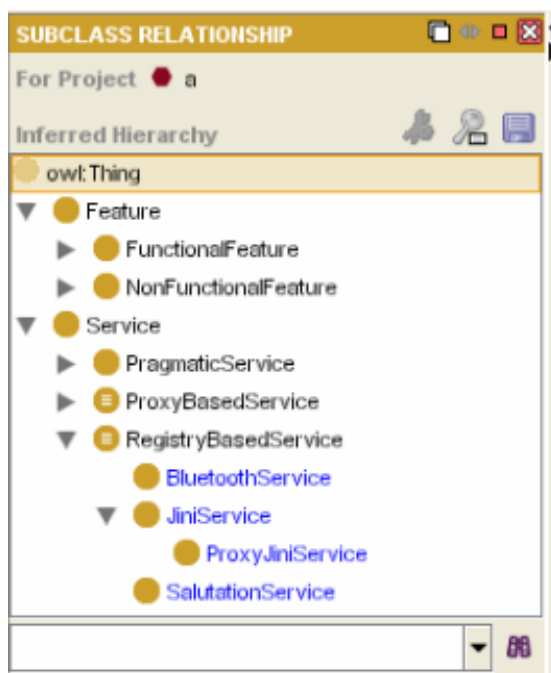 SUBCLASS RELATIONSHIP
For Project a
Inferred Hierarchy
owl:Thing
Feature
FunctionalFeature
NonFunctionalFeature
Service
PragmaticService
ProxyBasedService
RegistryBasedService
BluetoothService
JiniService
ProxyJiniService
SalutationService